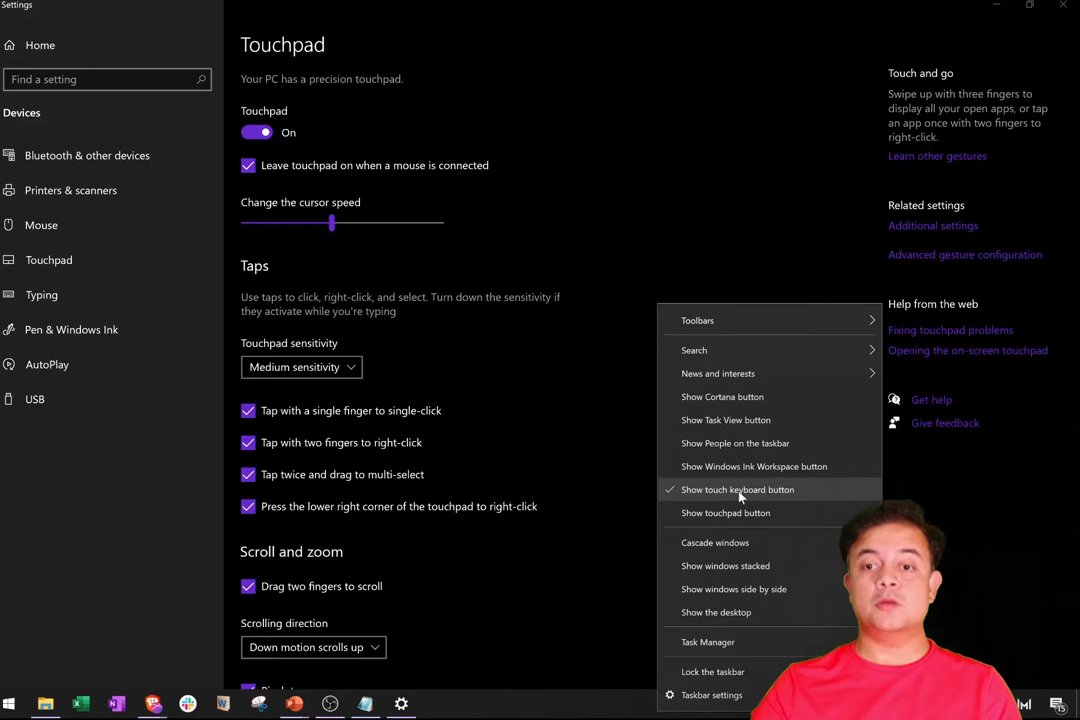 Settings
Home
Find a setting
Devices
Bluetooth & other devices
Printers & scanners
Mouse
Touchpad
Typing
Pen & Windows Ink
AutoPlay
USB
Touchpad
Your PC has a precision touchpad.
Touchpad
On
Leave touchpad on when a mouse is connected
Change the cursor speed
Taps
Use taps to click, right-click, and select. Turn down the sensitivity if
they activate while you're typing
Touchpad sensitivity
Medium sensitivity
Tap with a single finger to single-click
Tap with two fingers to right-click
Tap twice and drag to multi-select
Press the lower right corner of the touchpad to right-click
Scroll and zoom
Drag two fingers to scroll
Scrolling direction
Down motion scrolls up
Touch and go
Swipe up with three fingers to
display all your open apps, or tap
an app once with two fingers to
right-click.
Learn other gestures
Related settings
Additional settings
Advanced gesture configuration
Help from the web
Fixing touchpad problems
Opening the on-screen touchpad
Get help
Give feedback
Toolbars
Search
News and interests
Show Cortana button
Show Task View button
Show People on the taskbar
Show Windows Ink Workspace button
Show touch keyboard button
Show touchpad button
Cascade windows
Show windows stacked
Show windows side by side
Show the desktop
Task Manager
Lock the taskbar
Taskbar settings
15